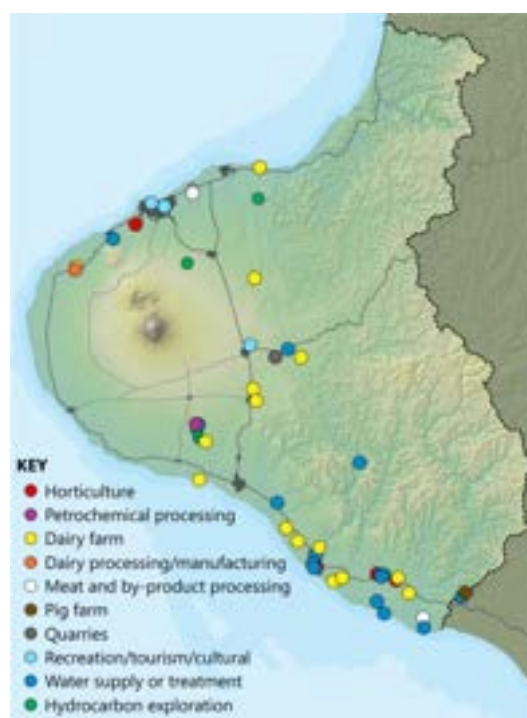 KEY
Horticulture
Petrochemical processing
Dairy farm
Dairy processing/manufacturing
Meat and by-product processing
Pig farm
Quarries
Recreation/tourism/cultural
Water supply or treatment
Hydrocarbon exploration